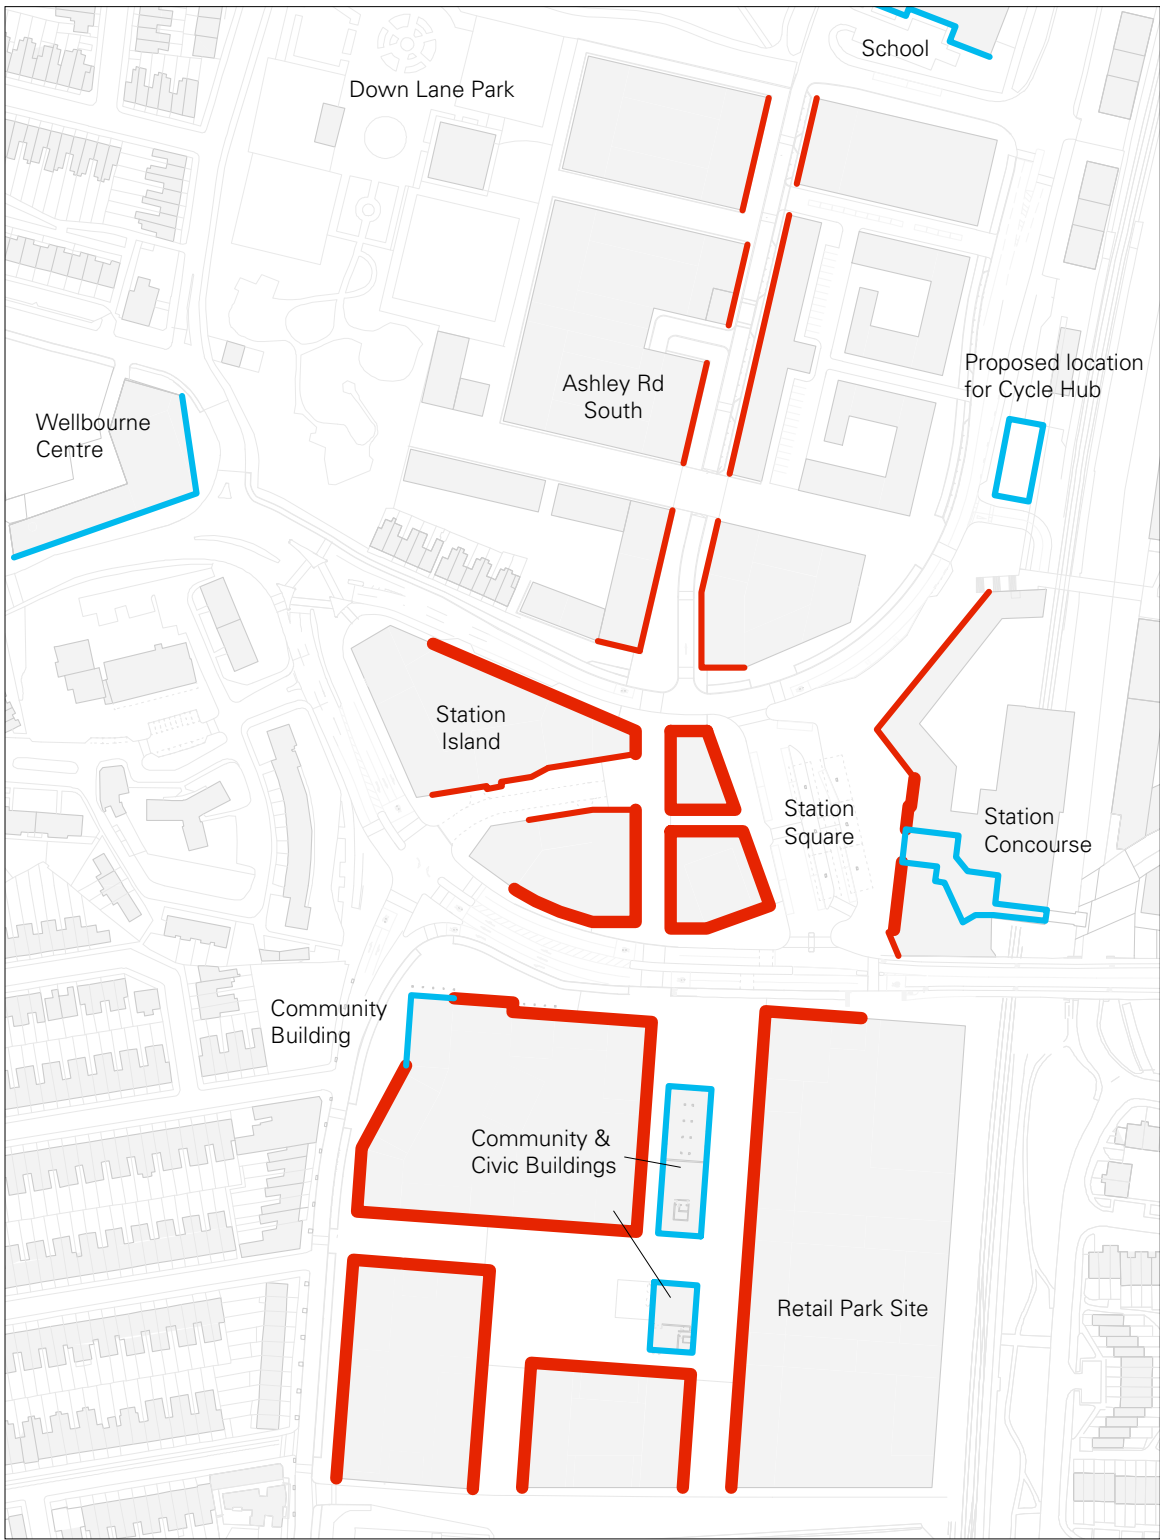 School
Down Lane Park
Proposed location
for Cycle Hub
Ashley Rd
South
Wellbourne
Centre
Station
Island
Station
Square
Station
Concourse
Community
Building
Community &
Civic Buildings
Retail Park Site